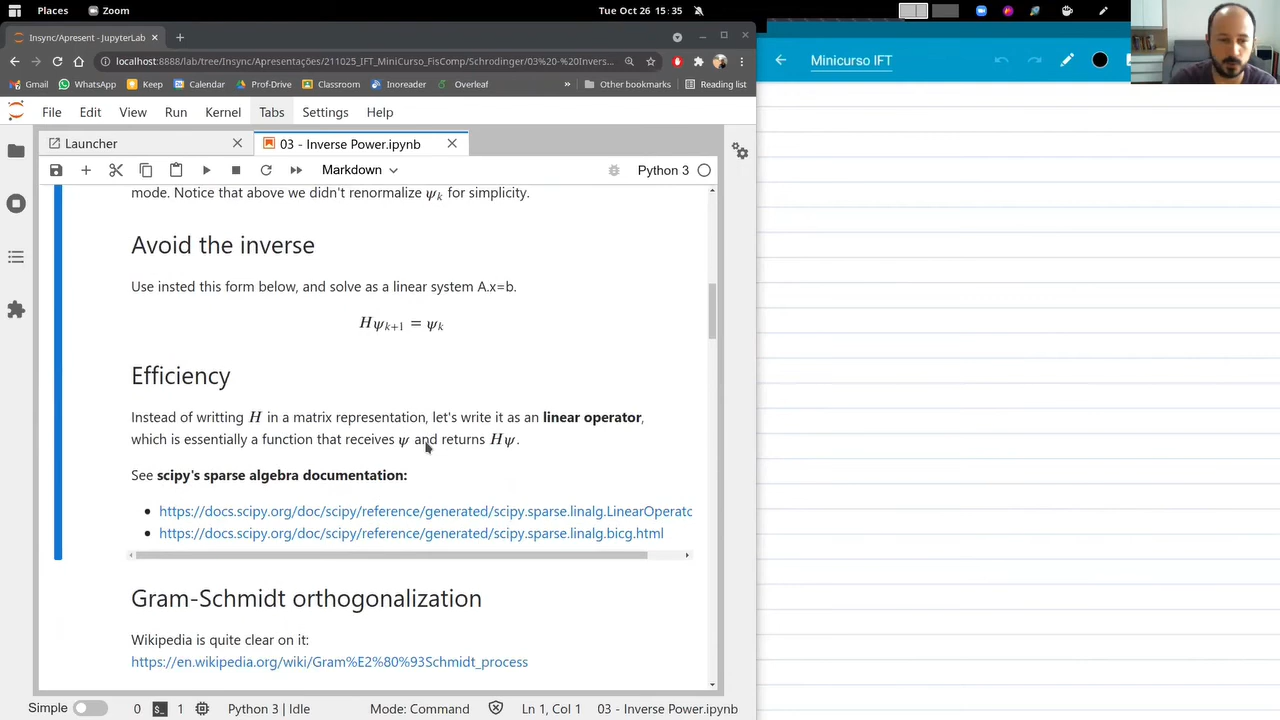 Places Zoom Tue Oct 26 15:35
Insync/Apresent - JupyterLab
localhost:8888/lab/tree/Insync/Apresentações/211025_IFT_MiniCurso_FisComp/Schrodinger/03%20-%20Invers...
Gmail WhatsApp Keep Calendar Prof-Drive Classroom Inoreader Overleaf » Other bookmarks Reading list
Minicurso IFT
File Edit View Run Kernel Tabs Settings Help
Launcher 03 - Inverse Power.ipynb
Markdown Python 3
mode. Notice that above we didn't renormalize ψk for simplicity.
Avoid the inverse
Use insted this form below, and solve as a linear system A.x=b.
Hψk+1 = ψk
Efficiency
Instead of writting H in a matrix representation, let's write it as an linear operator,
which is essentially a function that receives ψ and returns Hψ.
See scipy's sparse algebra documentation:
https://docs.scipy.org/doc/scipy/reference/generated/scipy.sparse.linalg.LinearOperatc
https://docs.scipy.org/doc/scipy/reference/generated/scipy.sparse.linalg.bicg.html
Gram-Schmidt orthogonalization
Wikipedia is quite clear on it:
https://en.wikipedia.org/wiki/Gram%E2%80%93Schmidt_process
Simple 0 1 Python 3 | Idle Mode: Command Ln 1, Col 1 03 - Inverse Power.ipynb